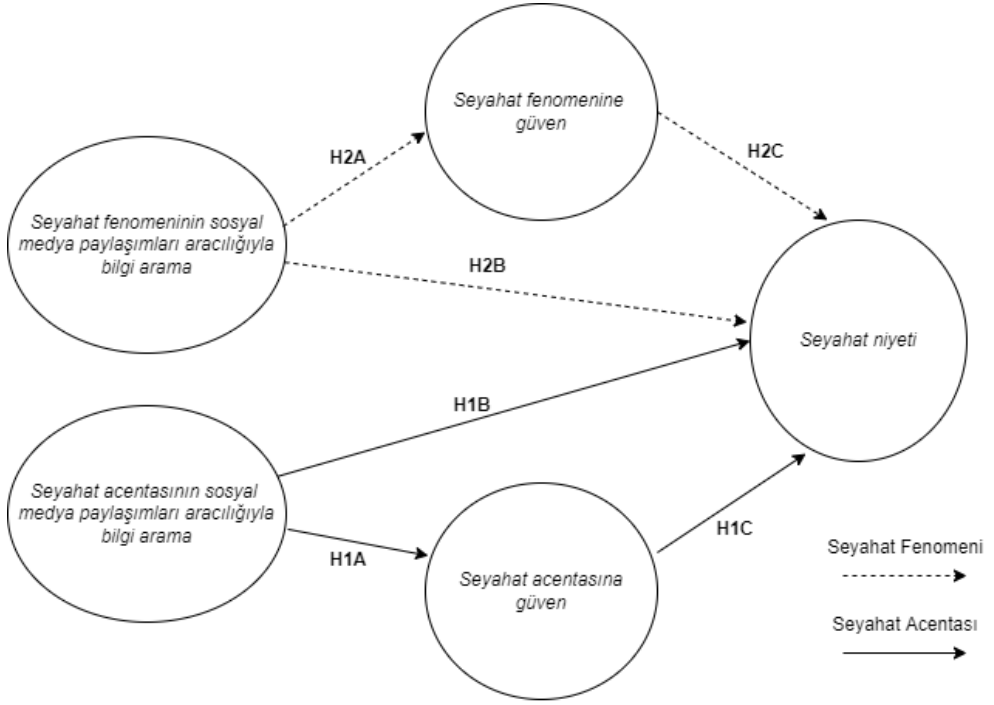 Seyahat fenomenine
güven
H2A
H2C
Seyahat fenomeninin sosyal
medya paylaşımları aracılığıyla
bilgi arama
H2B
Seyahat niyeti
H1B
Seyahat acentasının sosyal
medya paylaşımları aracılığıyla
bilgi arama
H1A
Seyahat acentasına
güven
H1C
Seyahat Fenomeni
Seyahat Acentası